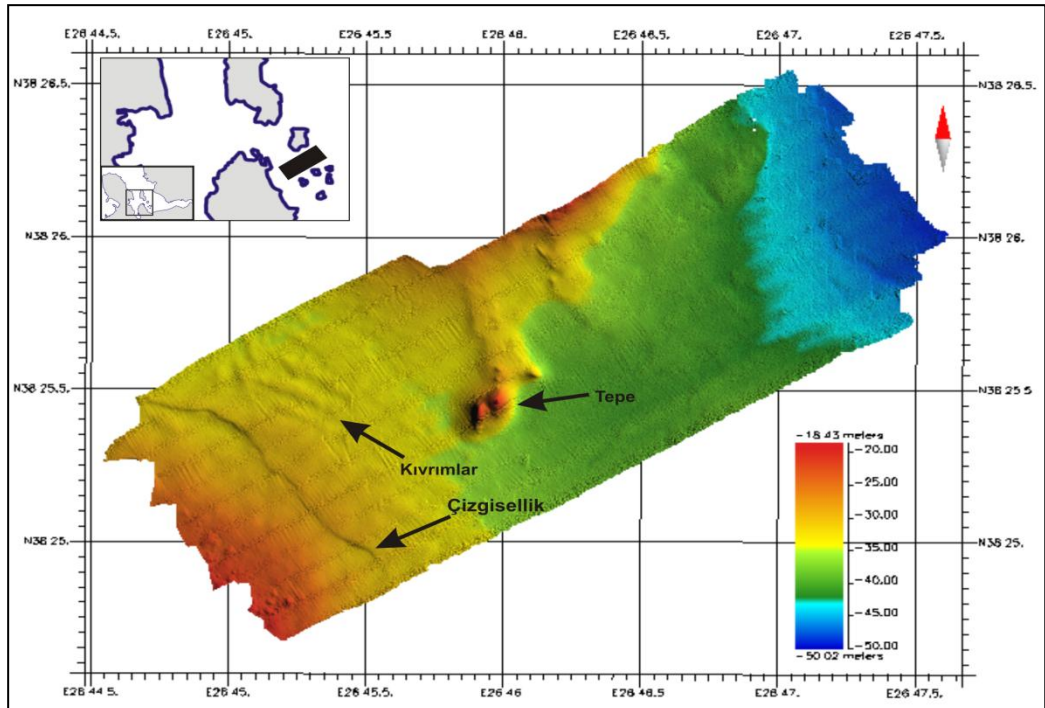 E26 44.5, E26 45, E26 45.5, E26 46, E26 46.5, E26 47, E26 47.5,
N38 26.5, N38 26.5,
N38 26, N38 26,
N38 25.5, N38 25.5,
Tepe
Kıvrımlar
Çizgisellik
N38 25, N38 25,
-18.43 meters
-20.00
-25.00
-30.00
-35.00
-40.00
-45.00
-50.00
-50.02 meters
E26 44.5, E26 45, E26 45.5, E26 46 E26 46.5, E26 47, E26 47.5,